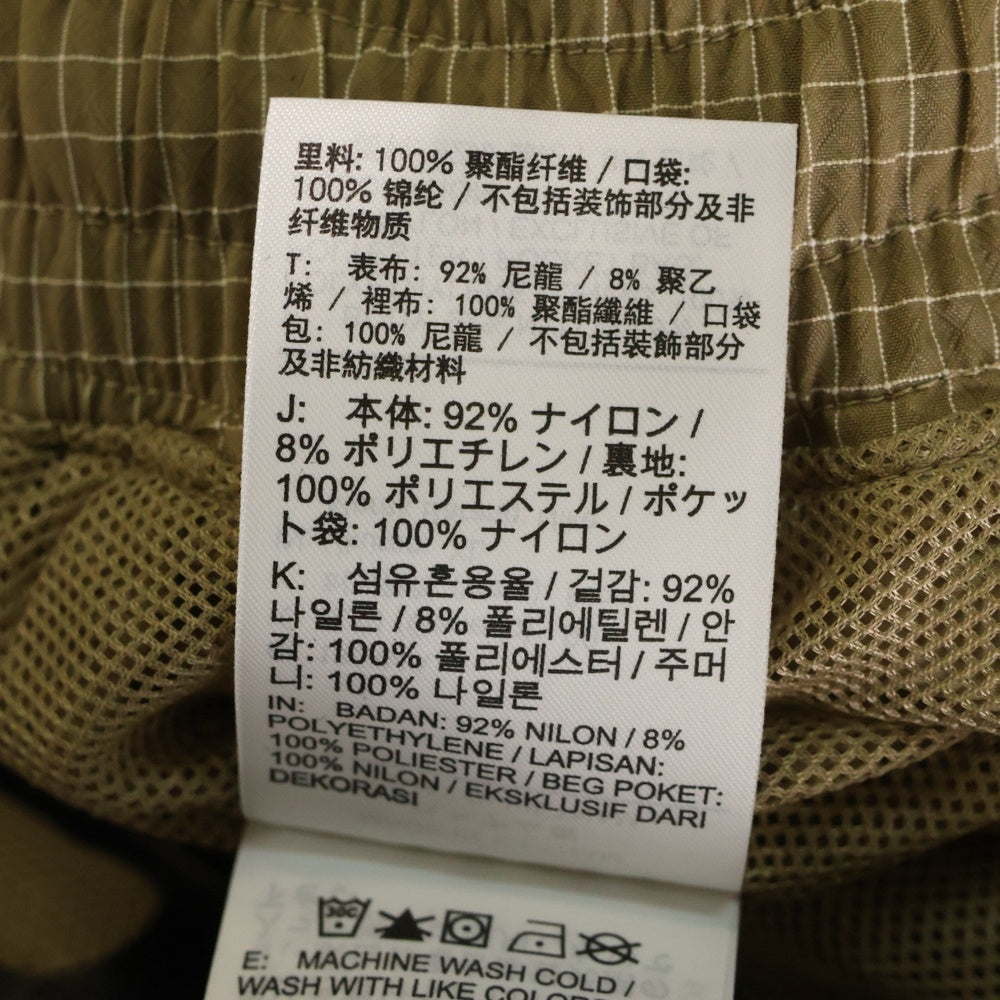 里料: 100% 聚酯纤维 / 口袋:
100% 锦纶 / 不包括装饰部分及非
纤维物质
T: 表布: 92% 尼龍 / 8% 聚乙
烯 / 裡布: 100% 聚酯纖維 / 口袋
包: 100% 尼龍 / 不包括裝飾部分
及非紡織材料
J: 本体: 92% ナイロン /
8% ポリエチレン / 裏地:
100% ポリエステル / ポケッ
ト袋: 100% ナイロン
K: 섬유혼용율 / 겉감: 92%
나일론 / 8% 폴리에틸렌 / 안
감: 100% 폴리에스터 / 주머
니: 100% 나일론
IN: BADAN: 92% NILON / 8%
POLYETHYLENE / LAPISAN:
100% POLIESTER / BEG POKET:
100% NILON / EKSKLUSIF DARI
DEKORASI
30C
E: MACHINE WASH COLD /
WASH WITH LIKE COLORS